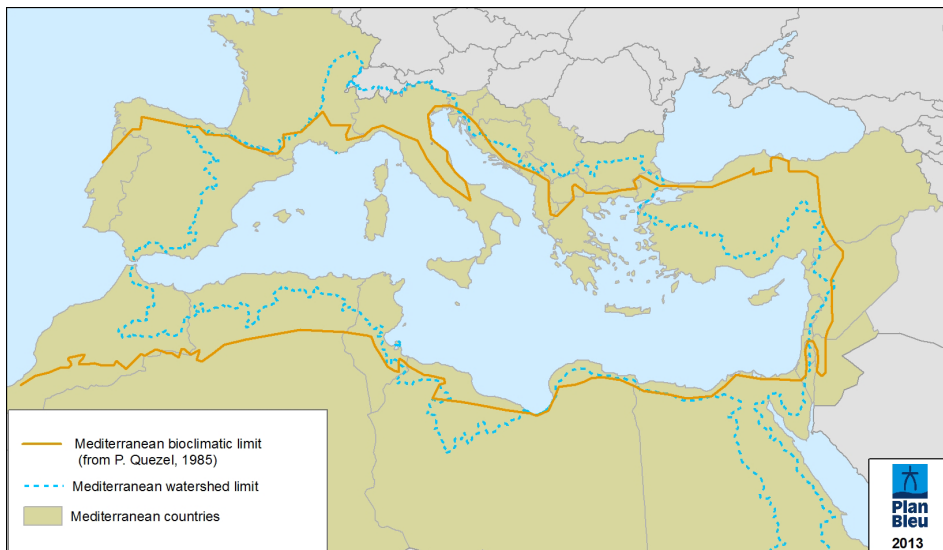 Mediterranean bioclimatic limit
(from P. Quezel, 1985)
Mediterranean watershed limit
Mediterranean countries
Plan
Bleu
2013